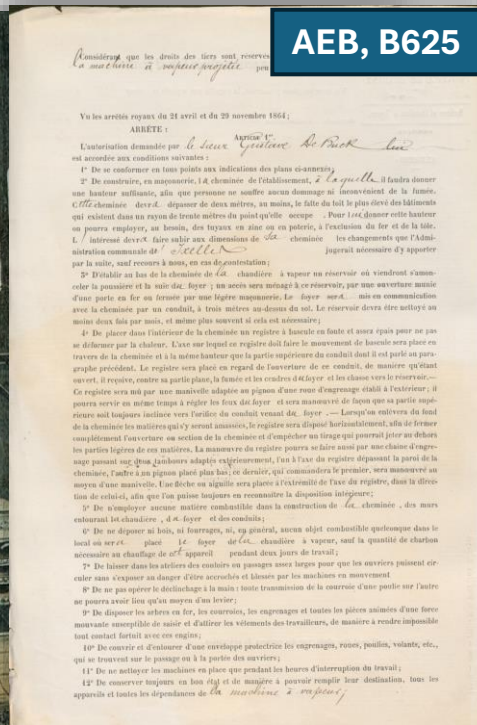 AEB, B625
Considérant que les droits des tiers sont réservés
la machine à vapeur projetée peu
Vu les arrêtés royaux du 21 avril et du 29 novembre 1864;
ARRÊTE :
Article 1er.
L'autorisation demandée par le sieur Gustave De Buck lui
est accordée aux conditions suivantes :
1° De se conformer en tous points aux indications des plans ci-annexés;
2° De construire, en maçonnerie, la cheminée de l'établissement, à laquelle il faudra donner
une hauteur suffisante, afin que personne ne souffre aucun dommage ni inconvénient de la fumée.
Cette cheminée devra dépasser de deux mètres, au moins, le faîte du toit le plus élevé des bâtiments
qui existent dans un rayon de trente mètres du point qu'elle occupe . Pour lui donner cette hauteur
on pourra employer, au besoin, des tuyaux en zinc ou en poterie, à l'exclusion du fer et de la tôle.
L' intéressé devra faire subir aux dimensions de sa cheminée les changements que l'Admi-
nistration communale d' Ixelles jugerait nécessaire d'y apporter
par la suite, sauf recours à nous, en cas de contestation;
3° D'établir au bas de la cheminée de la chaudière à vapeur un réservoir où viendront s'amon-
celer la poussière et la suie du foyer ; un accès sera ménagé à ce réservoir, par une ouverture munie
d'une porte en fer ou fermée par une légère maçonnerie. Le foyer sera mis en communication
avec la cheminée par un conduit, à trois mètres au-dessus du sol. Le réservoir devra être nettoyé au
moins deux fois par mois, et même plus souvent si cela est nécessaire;
4° De placer dans l'intérieur de la cheminée un registre à bascule en fonte et assez épais pour ne pas
se déformer par la chaleur. L'axe sur lequel ce registre doit faire le mouvement de bascule sera placé en
travers de la cheminée et à la même hauteur que la partie supérieure du conduit dont il est parlé au para-
graphe précédent. Le registre sera placé en regard de l'ouverture de ce conduit, de manière qu'étant
ouvert, il reçoive, contre sa partie plane, la fumée et les cendres du foyer et les chasse vers le réservoir.—
Ce registre sera mû par une manivelle adaptée au pignon d'une roue d'engrenage établi à l'extérieur; il
pourra servir en même temps à régler les feux du foyer et sera manœuvré de façon que sa partie supé-
rieure soit toujours inclinée vers l'orifice du conduit venant du foyer . — Lorsqu'on enlèvera du fond
de la cheminée les matières qui s'y seront amassées, le registre sera disposé horizontalement, afin de fermer
complètement l'ouverture ou section de la cheminée et d'empêcher un tirage qui pourrait jeter au dehors
les parties légères de ces matières. La manœuvre du registre pourra se faire aussi par une chaîne d'engre-
nage passant sur deux tambours adaptés extérieurement, l'un à l'axe du registre dépassant la paroi de la
cheminée, l'autre à un pignon placé plus bas; ce dernier, qui commandera le premier, sera manœuvré au
moyen d'une manivelle. Une flèche ou aiguille sera placée à l'extrémité de l'axe du registre, dans la direc-
tion de celui-ci, afin que l'on puisse toujours en reconnaître la disposition intérieure;
5° De n'employer aucune matière combustible dans la construction de la cheminée , des murs
entourant la chaudière , du foyer et des conduits;
6° De ne déposer ni bois, ni fourrages, ni, en général, aucun objet combustible quelconque dans le
local où sera placé le foyer de la chaudière à vapeur, sauf la quantité de charbon
nécessaire au chauffage de cet appareil pendant deux jours de travail;
7° De laisser dans les ateliers des couloirs ou passages assez larges pour que les ouvriers puissent cir-
culer sans s'exposer au danger d'être accrochés et blessés par les machines en mouvement
8° De ne pas opérer le déclinchage à la main : toute transmission de la courroie d'une poulie sur l'autre
ne pourra avoir lieu qu'au moyen d'un levier;
9° De disposer les arbres en fer, les courroies, les engrenages et toutes les pièces animées d'une force
mouvante susceptible de saisir et d'attirer les vêtements des travailleurs, de manière à rendre impossible
tout contact fortuit avec ces engins;
10° De couvrir et d'entourer d'une enveloppe protectrice les engrenages, roues, poulies, volants, etc.,
qui se trouvent sur le passage ou à la portée des ouvriers;
11° De ne nettoyer les machines en place que pendant les heures d'interruption du travail;
12° De conserver toujours en bon état et de manière à pouvoir remplir leur destination, tous les
appareils et toutes les dépendances de la machine à vapeur;